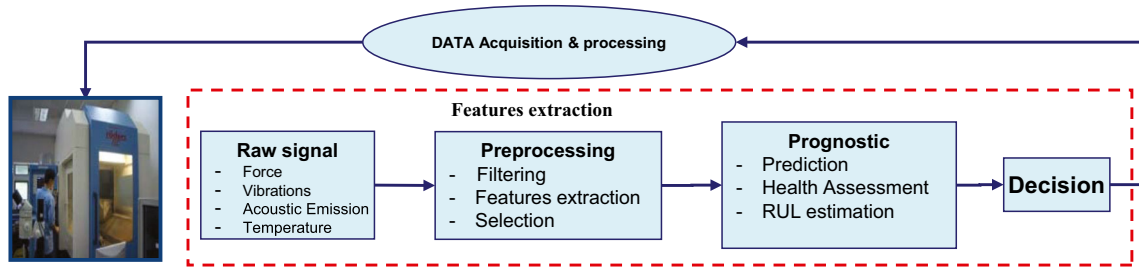 DATA Acquisition & processing
Features extraction
Raw signal
- Force
- Vibrations
- Acoustic Emission
- Temperature
Preprocessing
- Filtering
- Features extraction
- Selection
Prognostic
- Prediction
- Health Assessment
- RUL estimation
Decision